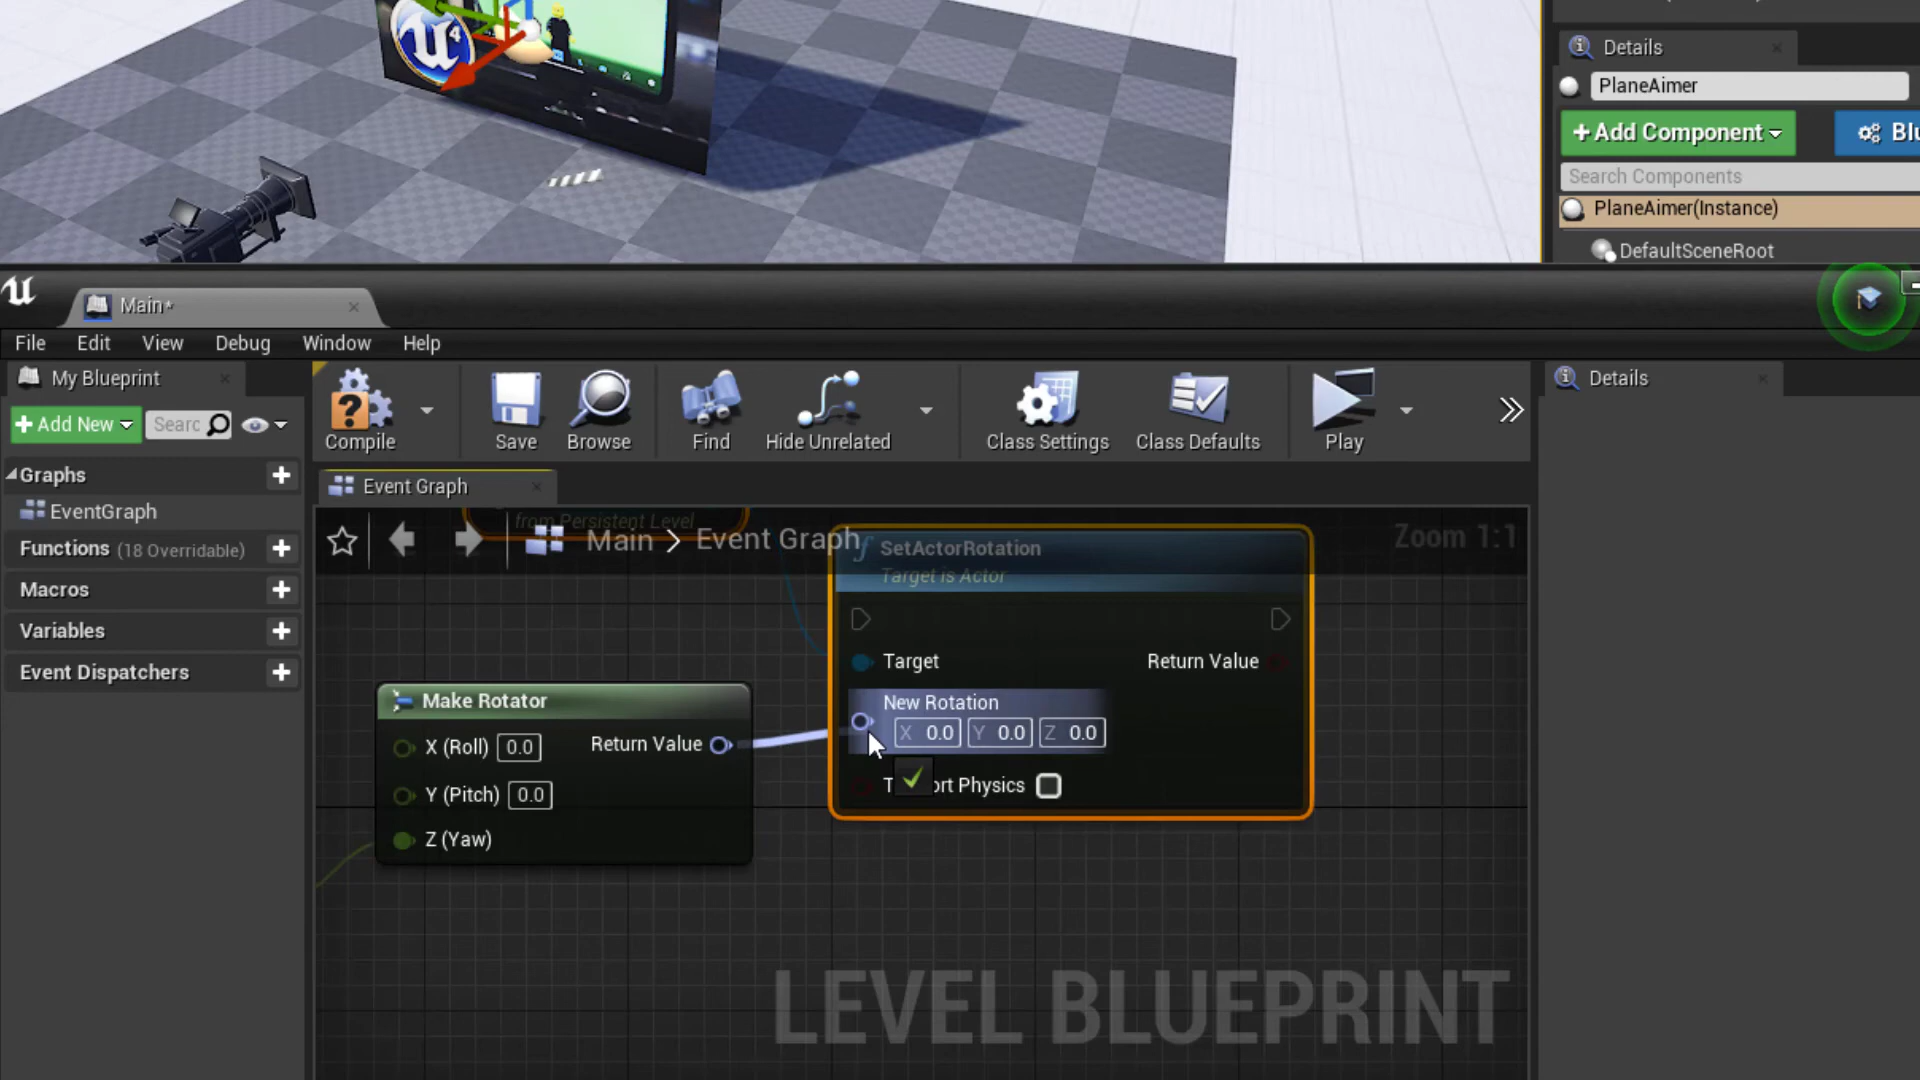 Details
PlaneAimer
+ Add Component
Blu
Search Components
PlaneAimer(Instance)
DefaultSceneRoot
Main*
File Edit View Debug Window Help
My Blueprint
Details
+ Add New
Searc
Compile
Save
Browse
Find
Hide Unrelated
Class Settings
Class Defaults
Play
Graphs
EventGraph
Functions (18 Overridable)
Macros
Variables
Event Dispatchers
Event Graph
from Persistent Level
Main > Event Graph
Zoom 1:1
SetActorRotation
Target is Actor
Target
Return Value
New Rotation
X 0.0 Y 0.0 Z 0.0
T ort Physics
Make Rotator
X (Roll) 0.0
Return Value
Y (Pitch) 0.0
Z (Yaw)
LEVEL BLUEPRINT